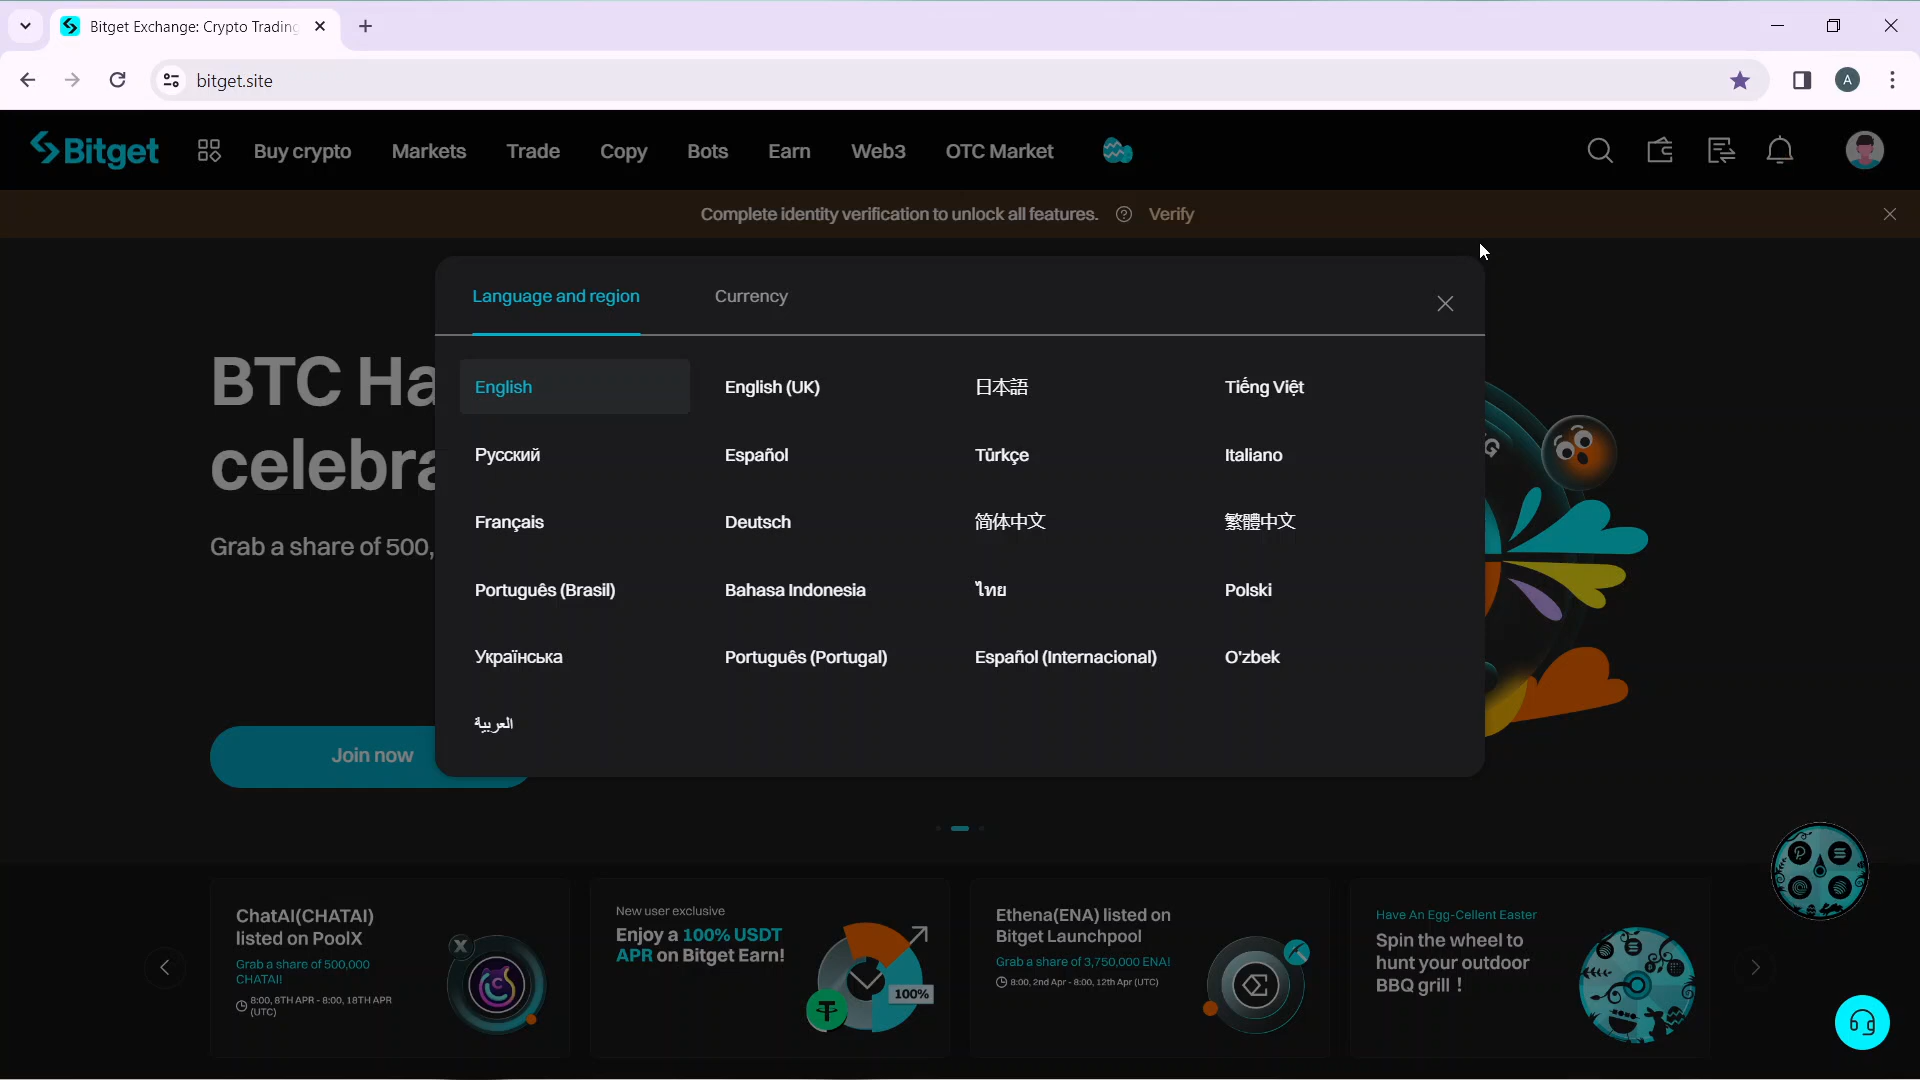 Bitget Exchange: Crypto Trading
bitget.site
A
Bitget
Buy crypto
Markets
Trade
Copy
Bots
Earn
Web3
OTC Market
Complete identity verification to unlock all features.
Verify
Language and region
Currency
English
English (UK)
日本語
Tiếng Việt
Русский
Español
Türkçe
Italiano
Français
Deutsch
简体中文
繁體中文
Português (Brasil)
Bahasa Indonesia
ไทย
Polski
Українська
Português (Portugal)
Español (Internacional)
O'zbek
العربية
BTC Ha
celebra
Grab a share of 500,
Join now
ChatAI(CHATAI)
listed on PoolX
Grab a share of 500,000
CHATAI!
8:00, 8TH APR - 8:00, 18TH APR
(UTC)
New user exclusive
Enjoy a 100% USDT
APR on Bitget Earn!
100%
Ethena(ENA) listed on
Bitget Launchpool
Grab a share of 3,750,000 ENA!
8:00, 2nd Apr - 8:00, 12th Apr (UTC)
Have An Egg-Cellent Easter
Spin the wheel to
hunt your outdoor
BBQ grill！